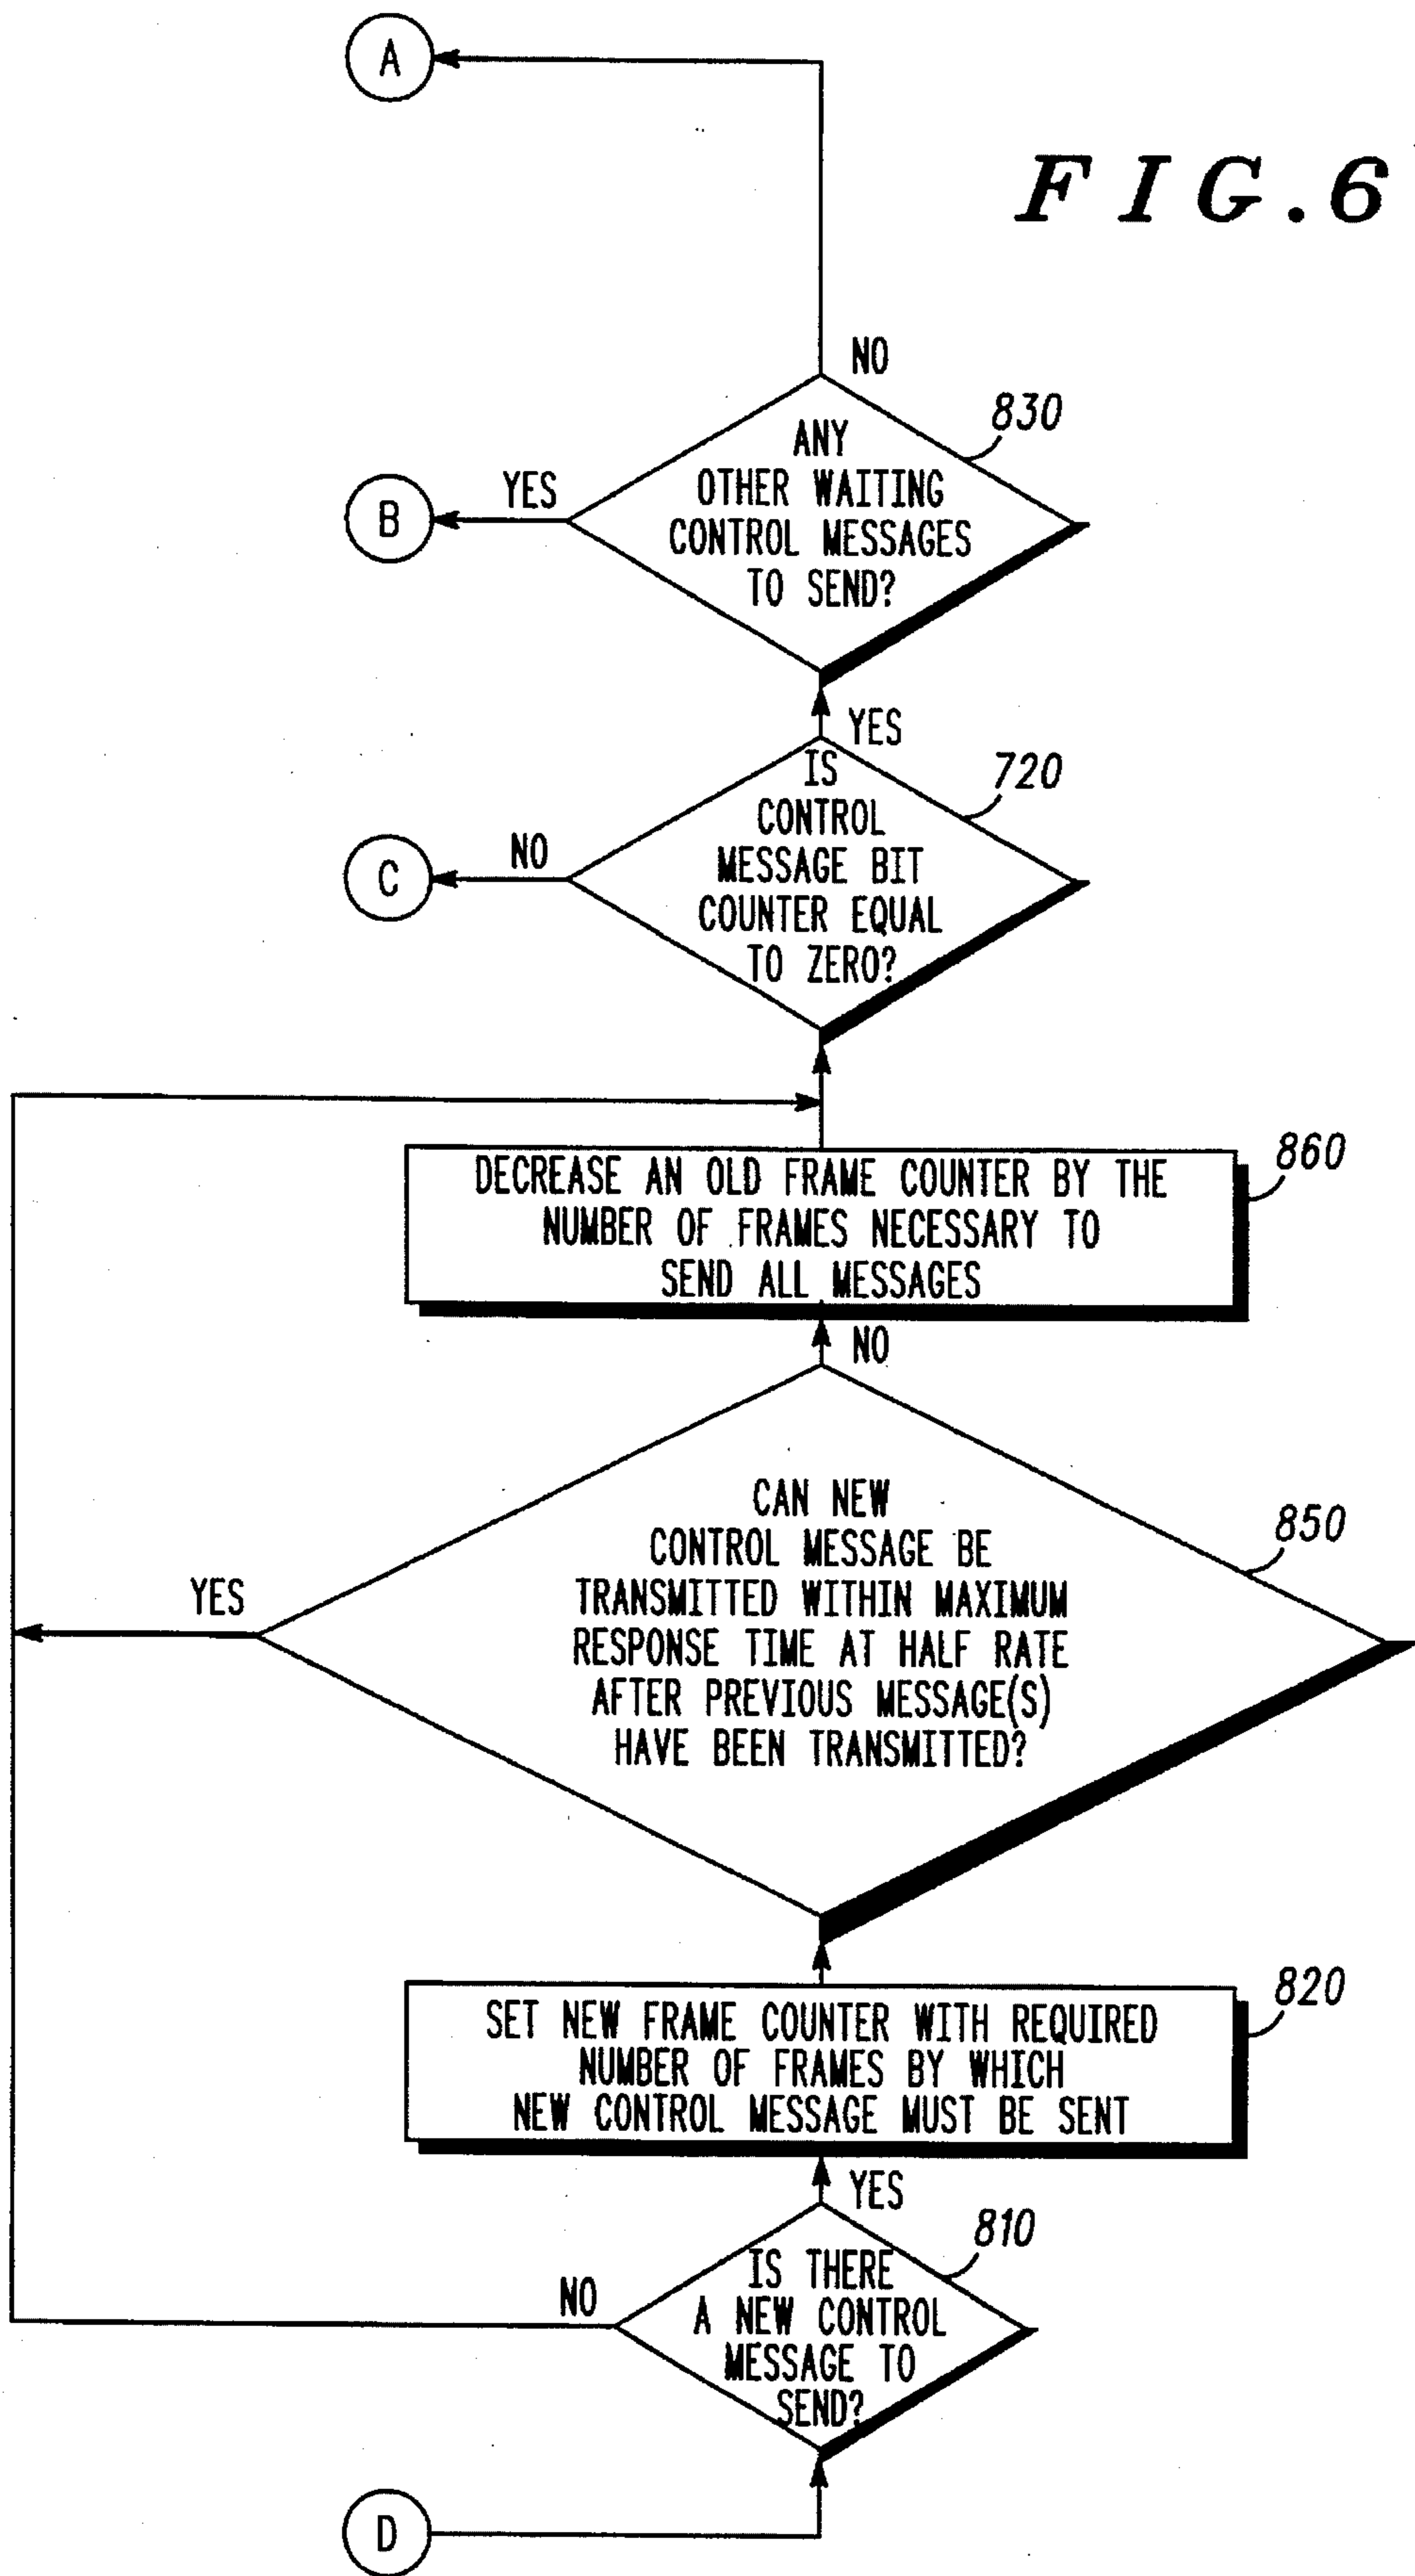 A
FIG.6
NO
830
ANY
OTHER WAITING
CONTROL MESSAGES
TO SEND?
YES
B
YES
720
IS
CONTROL
MESSAGE BIT
COUNTER EQUAL
TO ZERO?
NO
C
860
DECREASE AN OLD FRAME COUNTER BY THE
NUMBER OF FRAMES NECESSARY TO
SEND ALL MESSAGES
NO
850
CAN NEW
CONTROL MESSAGE BE
TRANSMITTED WITHIN MAXIMUM
RESPONSE TIME AT HALF RATE
AFTER PREVIOUS MESSAGE(S)
HAVE BEEN TRANSMITTED?
YES
820
SET NEW FRAME COUNTER WITH REQUIRED
NUMBER OF FRAMES BY WHICH
NEW CONTROL MESSAGE MUST BE SENT
YES
810
IS THERE
A NEW CONTROL
MESSAGE TO
SEND?
NO
D